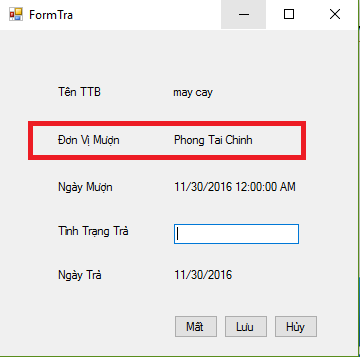 FormTra
Tên TTB may cay
Đơn Vị Mượn Phong Tai Chinh
Ngày Mượn 11/30/2016 12:00:00 AM
Tình Trạng Trả
Ngày Trả 11/30/2016
Mất Lưu Hủy